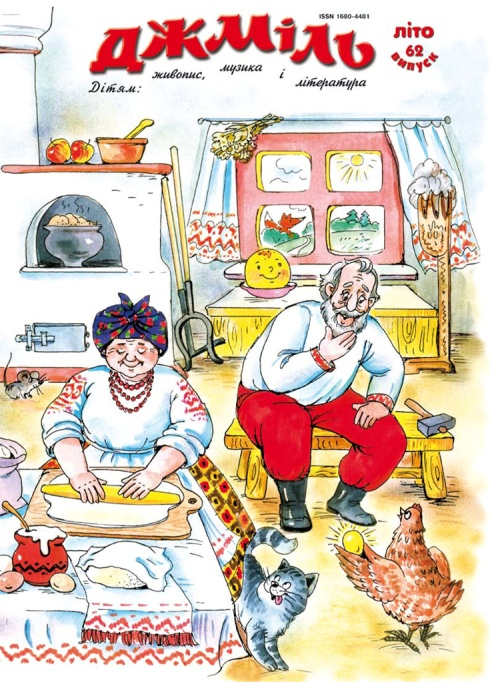 ISSN 1680-4481
джміль
Дітям: живопис, музика і література
літо
62
випуск